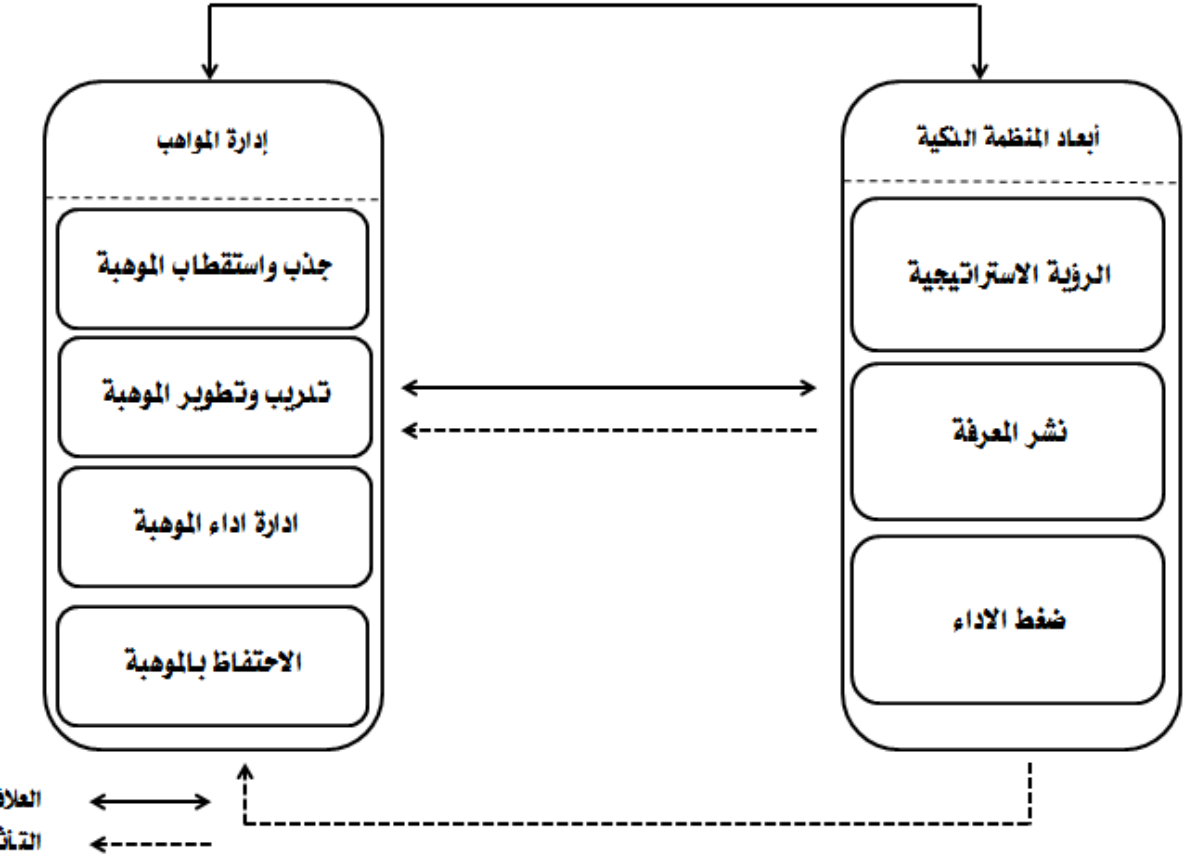 أبعاد المنظمة الذكية
الرؤية الاستراتيجية
نشر المعرفة
ضغط الاداء
إدارة المواهب
جذب واستقطاب الموهبة
تدريب وتطوير الموهبة
ادارة اداء الموهبة
الاحتفاظ بالموهبة